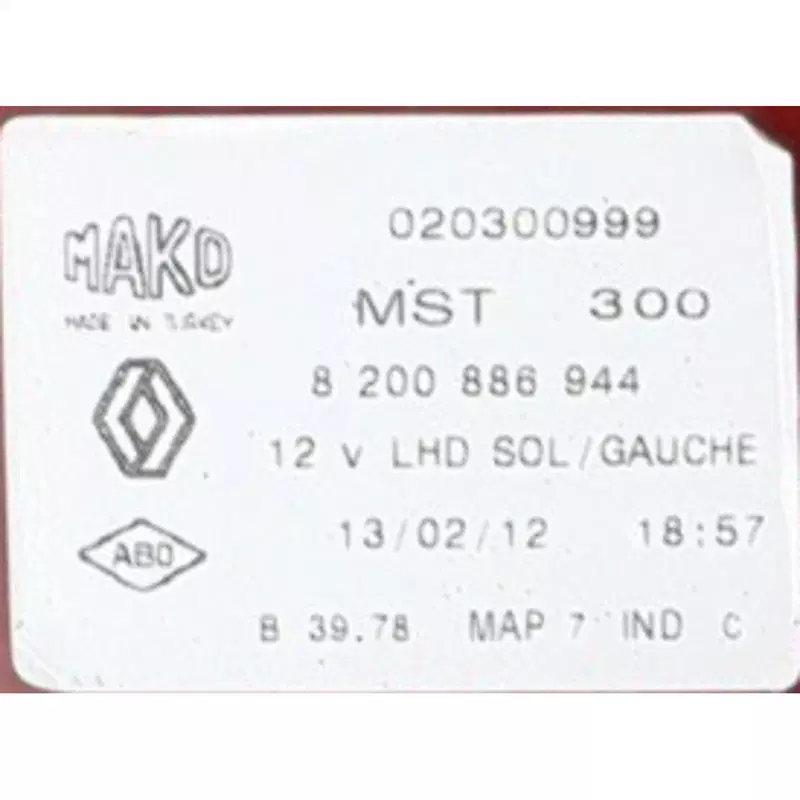 MAKO
MADE IN TURKEY
020300999
MST 300
8 200 886 944
12 V LHD SOL/GAUCHE
13/02/12 18:57
ABO
B 39.78 MAP 7 IND C